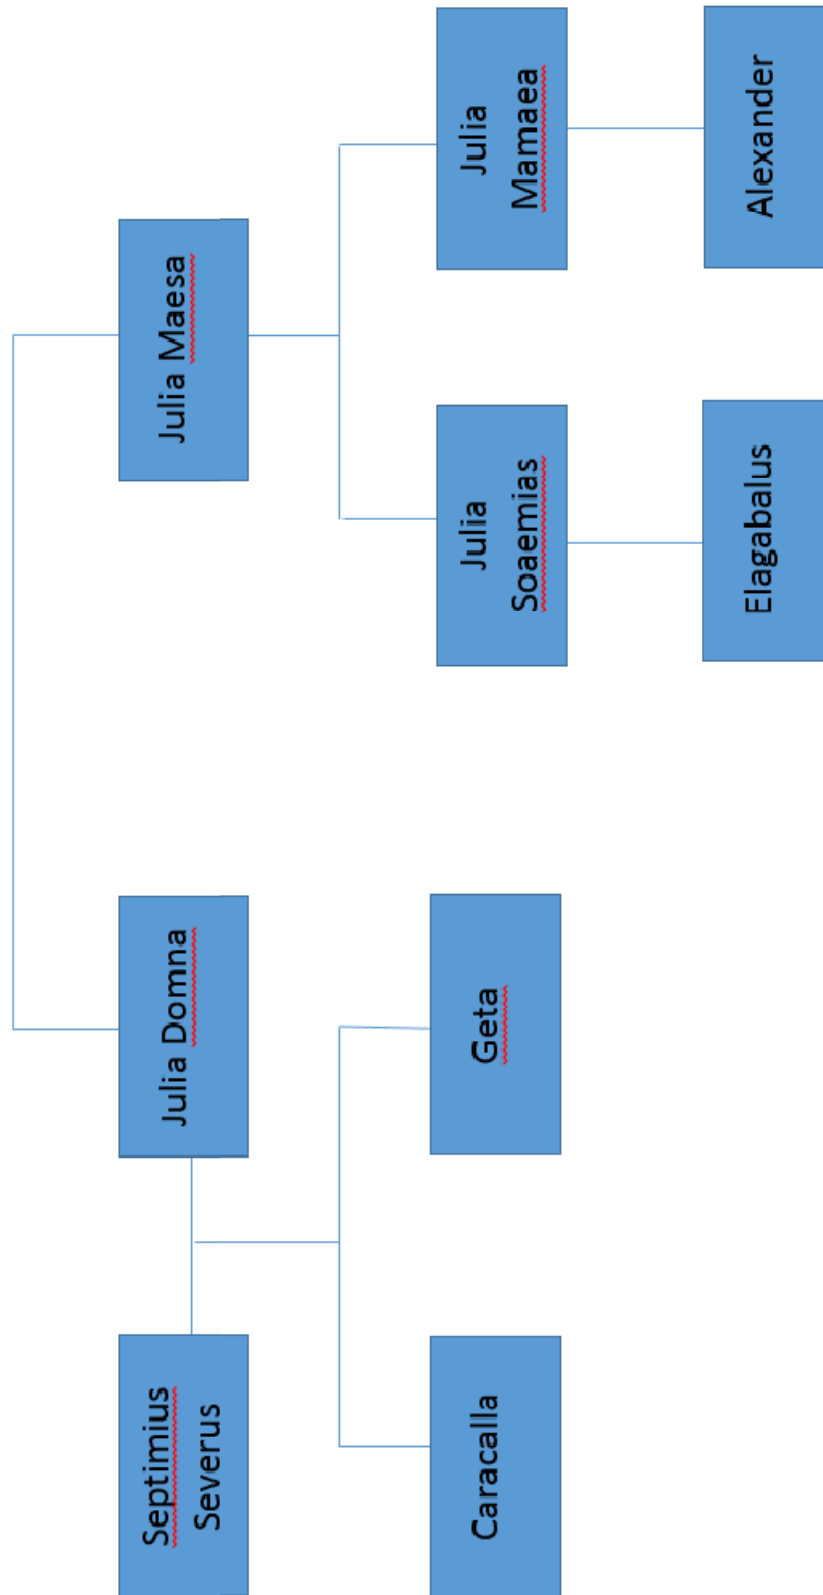 Septimius
Severus
Julia Domna
Julia Maesa
Caracalla
Geta
Julia
Soaemias
Julia
Mamaea
Elagabalus
Alexander